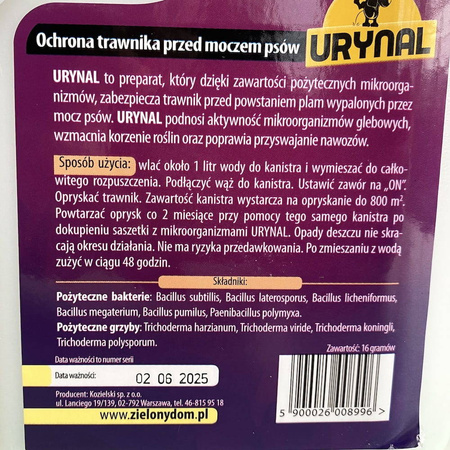 Ochrona trawnika przed moczem psów
URYNAL
URYNAL to preparat, który dzięki zawartości pożytecznych mikroorga-
nizmów, zabezpiecza trawnik przed powstaniem plam wypalonych przez
mocz psów. URYNAL podnosi aktywność mikroorganizmów glebowych,
wzmacnia korzenie roślin oraz poprawia przyswajanie nawozów.
Sposób użycia: wlać około 1 litr wody do kanistra i wymieszać do całko-
witego rozpuszczenia. Podłączyć wąż do kanistra. Ustawić zawór na „ON”.
Opryskać trawnik. Zawartość kanistra wystarcza na opryskanie do 800 m².
Powtarzać oprysk co 2 miesiące przy pomocy tego samego kanistra po
dokupieniu saszetki z mikroorganizmami URYNAL. Opady deszczu nie skra-
cają okresu działania. Nie ma ryzyka przedawkowania. Po zmieszaniu z wodą
zużyć w ciągu 48 godzin.
Składniki:
Pożyteczne bakterie: Bacillus subtillis, Bacillus laterosporus, Bacillus licheniformus,
Bacillus megaterium, Bacillus pumilus, Paenibacillus polymyxa.
Pożyteczne grzyby: Trichoderma harzianum, Trichoderma viride, Trichoderma koningli,
Trichoderma polysporum.
Zawartość: 16 gramów
Data ważności to numer serii
Data ważności: 02 06 2025
Producent: Kozielski sp. z o.o.
ul. Lanciego 19/139, 02-792 Warszawa, tel. 46-815 95 18
www.zielonydom.pl
5 900026 008996 >